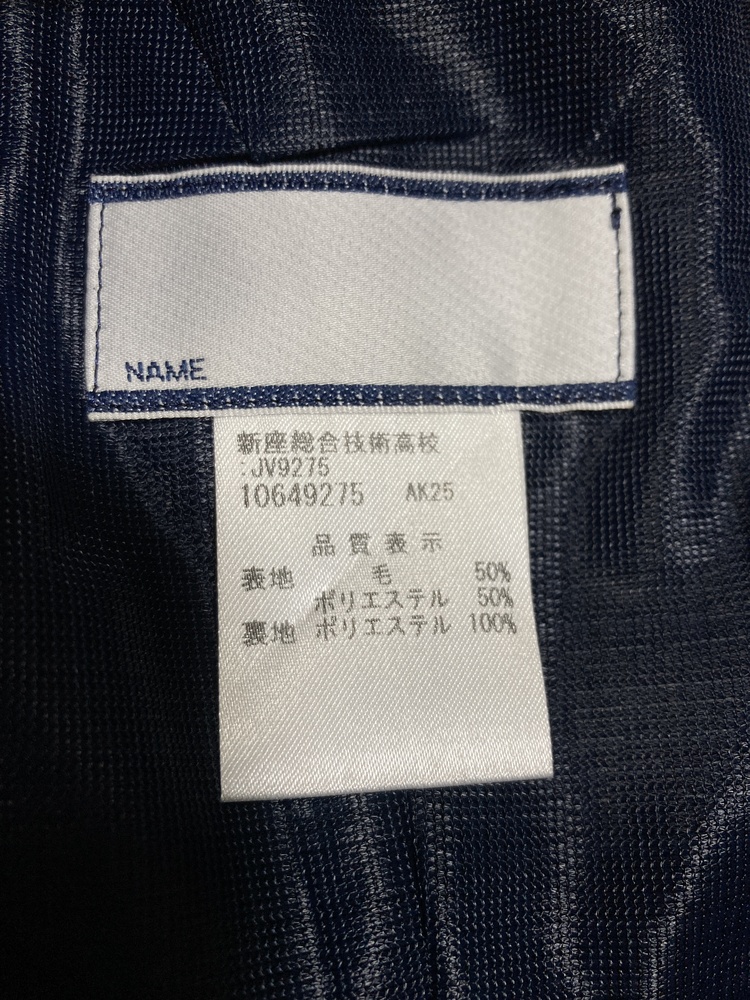 NAME
新座総合技術高校
:JV9275
10649275 AK25
品質表示
表地 毛 50%
ポリエステル 50%
裏地 ポリエステル 100%